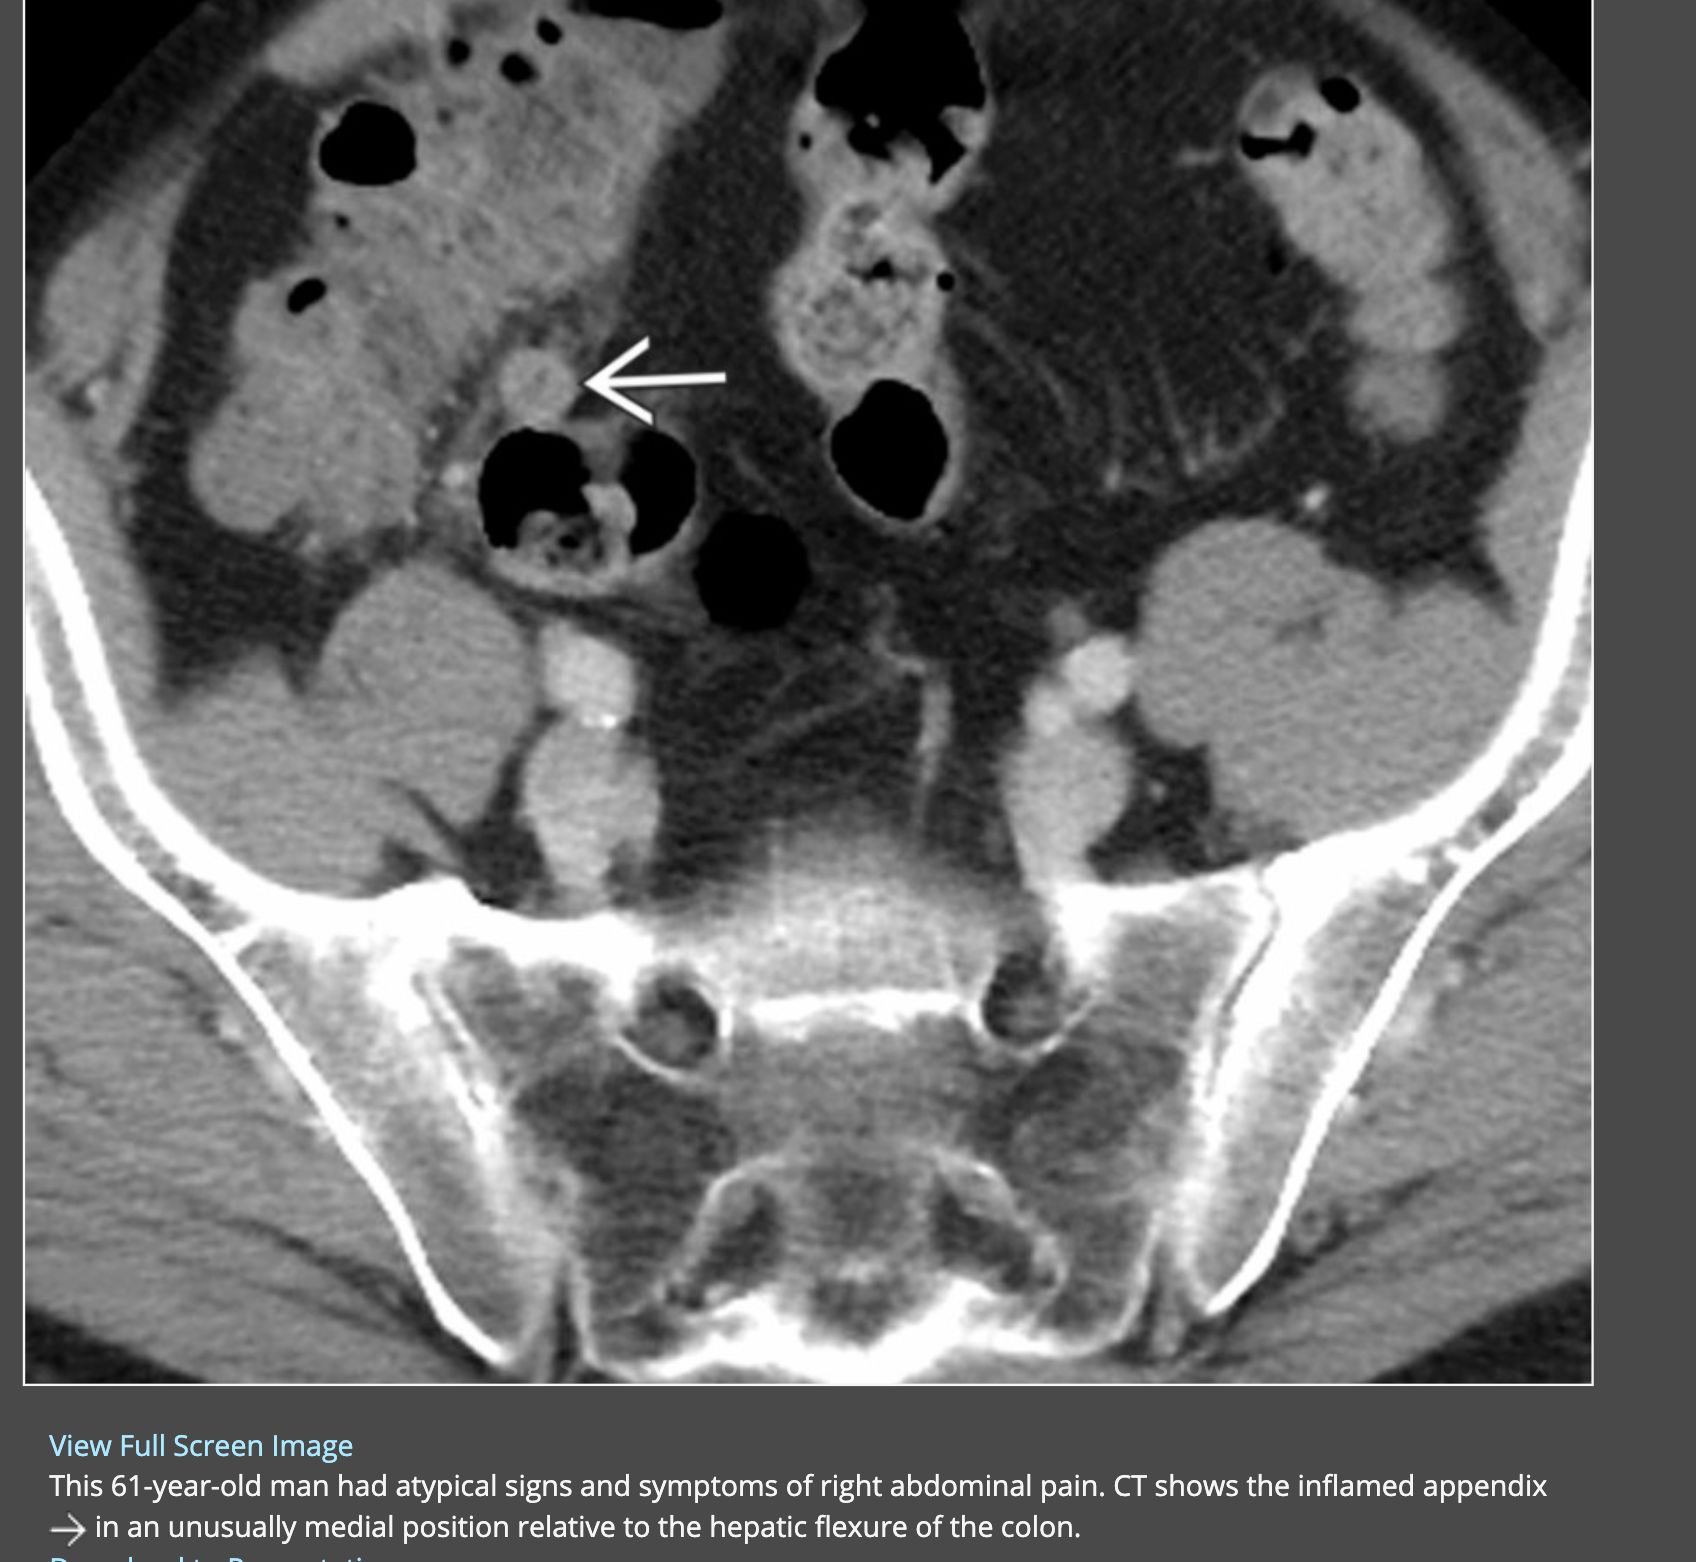 View Full Screen Image
This 61-year-old man had atypical signs and symptoms of right abdominal pain. CT shows the inflamed appendix
→ in an unusually medial position relative to the hepatic flexure of the colon.